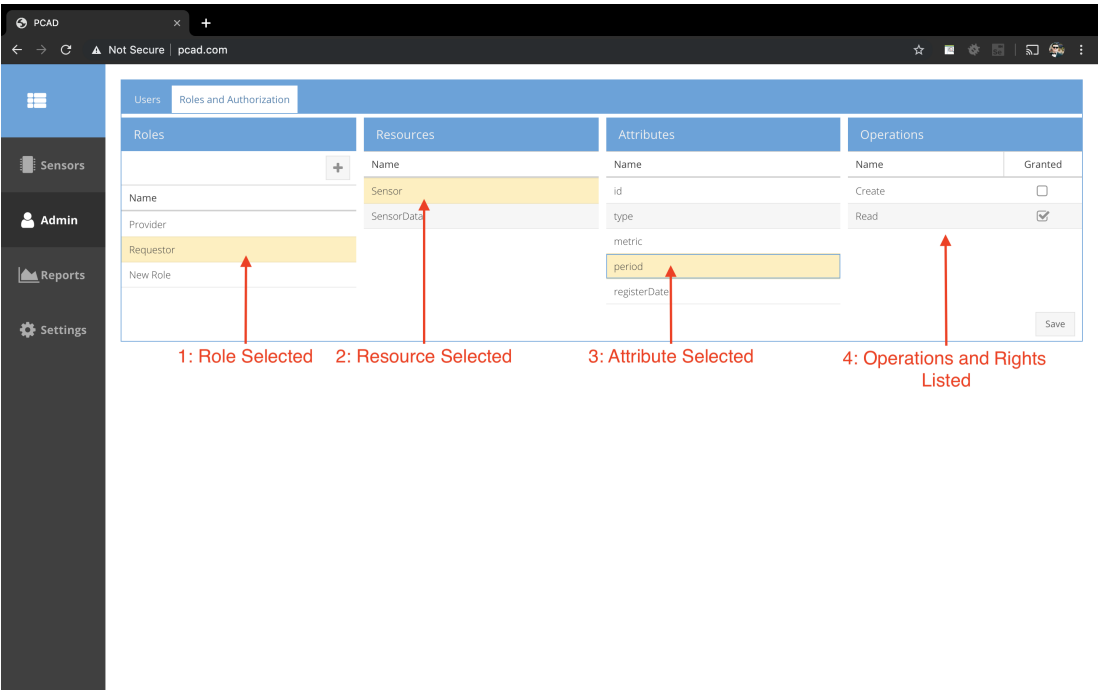 PCAD
Not Secure | pcad.com
Users Roles and Authorization
Roles Resources Attributes Operations
Name Name Name Granted
Sensors
Sensor id Create
Name
Admin
SensorData type Read
Provider
metric
Requestor
period
Reports
New Role
registerDate
Settings
Save
1: Role Selected 2: Resource Selected 3: Attribute Selected 4: Operations and Rights
Listed